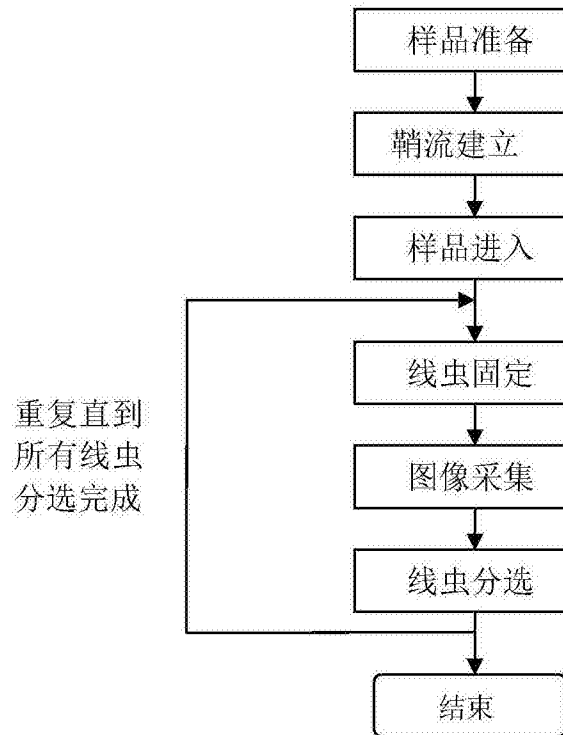 样品准备
鞘流建立
样品进入
线虫固定
重复直到
所有线虫
分选完成
图像采集
线虫分选
结束